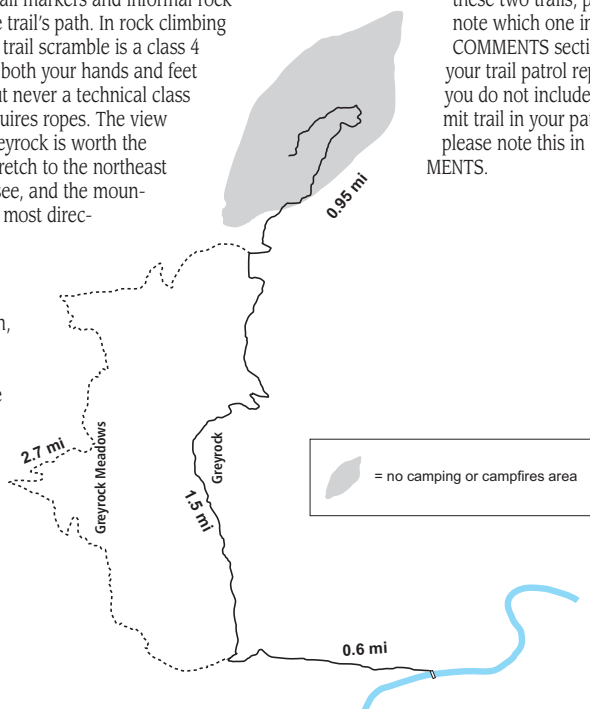 ail markers and informal rock
e trail's path. In rock climbing
trail scramble is a class 4
both your hands and feet
ut never a technical class
uires ropes. The view
eyrock is worth the
retch to the northeast
see, and the moun-
most direc-
n,
e
these two trails, p
note which one in
COMMENTS secti
your trail patrol rep
you do not include
mit trail in your pat
please note this in
MENTS.
0.95 mi
2.7 mi
Greyrock Meadows
Greyrock
1.5 mi
= no camping or campfires area
0.6 mi